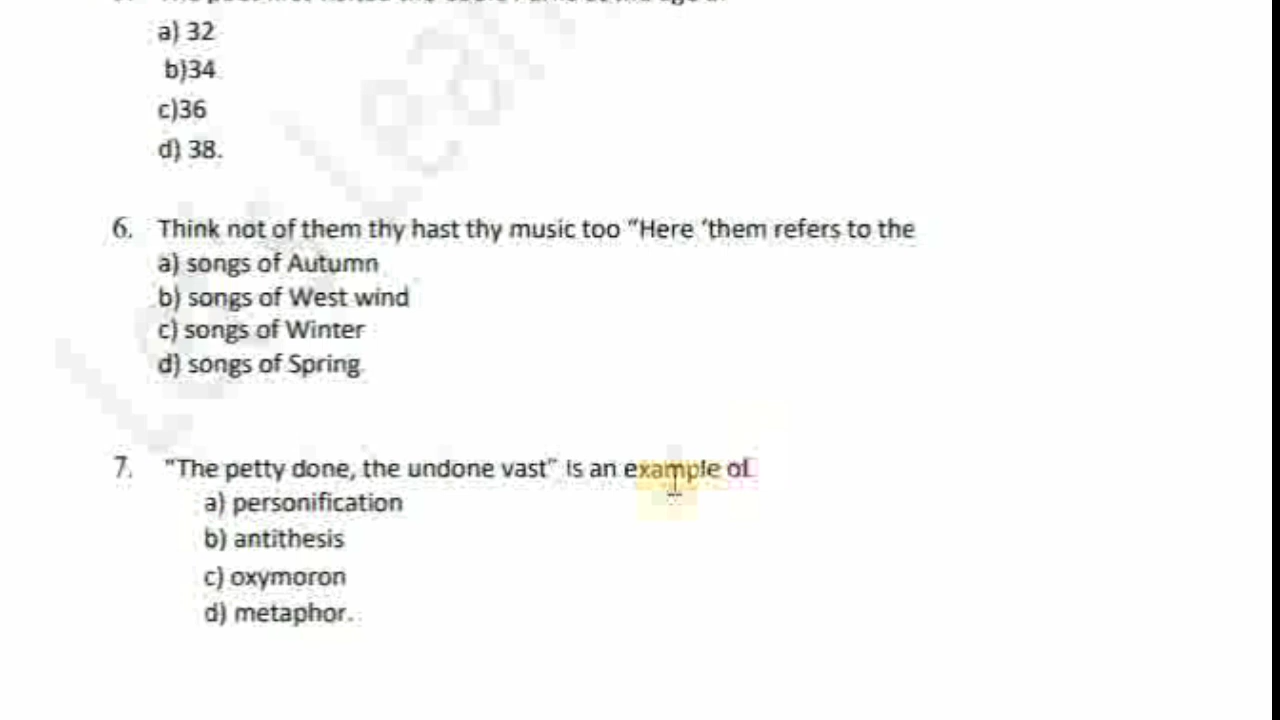 a) 32
b)34
c)36
d) 38.
6. Think not of them thy hast thy music too "Here 'them refers to the
a) songs of Autumn
b) songs of West wind
c) songs of Winter
d) songs of Spring
7. "The petty done, the undone vast" Is an example of
a) personification
b) antithesis
c) oxymoron
d) metaphor.